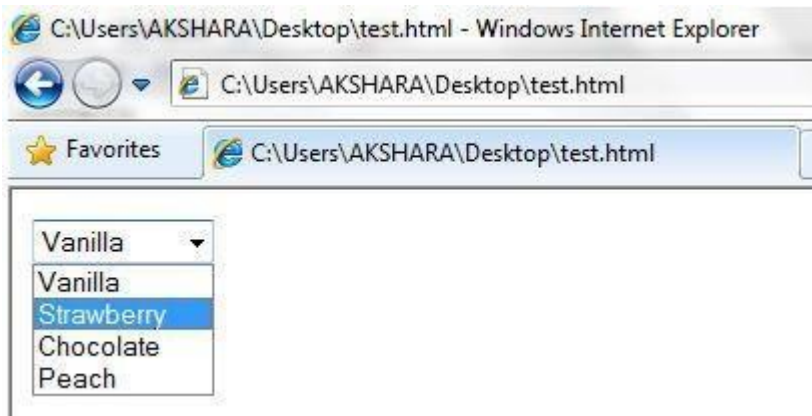 C:\Users\AKSHARA\Desktop\test.html - Windows Internet Explorer
C:\Users\AKSHARA\Desktop\test.html
Favorites C:\Users\AKSHARA\Desktop\test.html
Vanilla
Vanilla
Strawberry
Chocolate
Peach